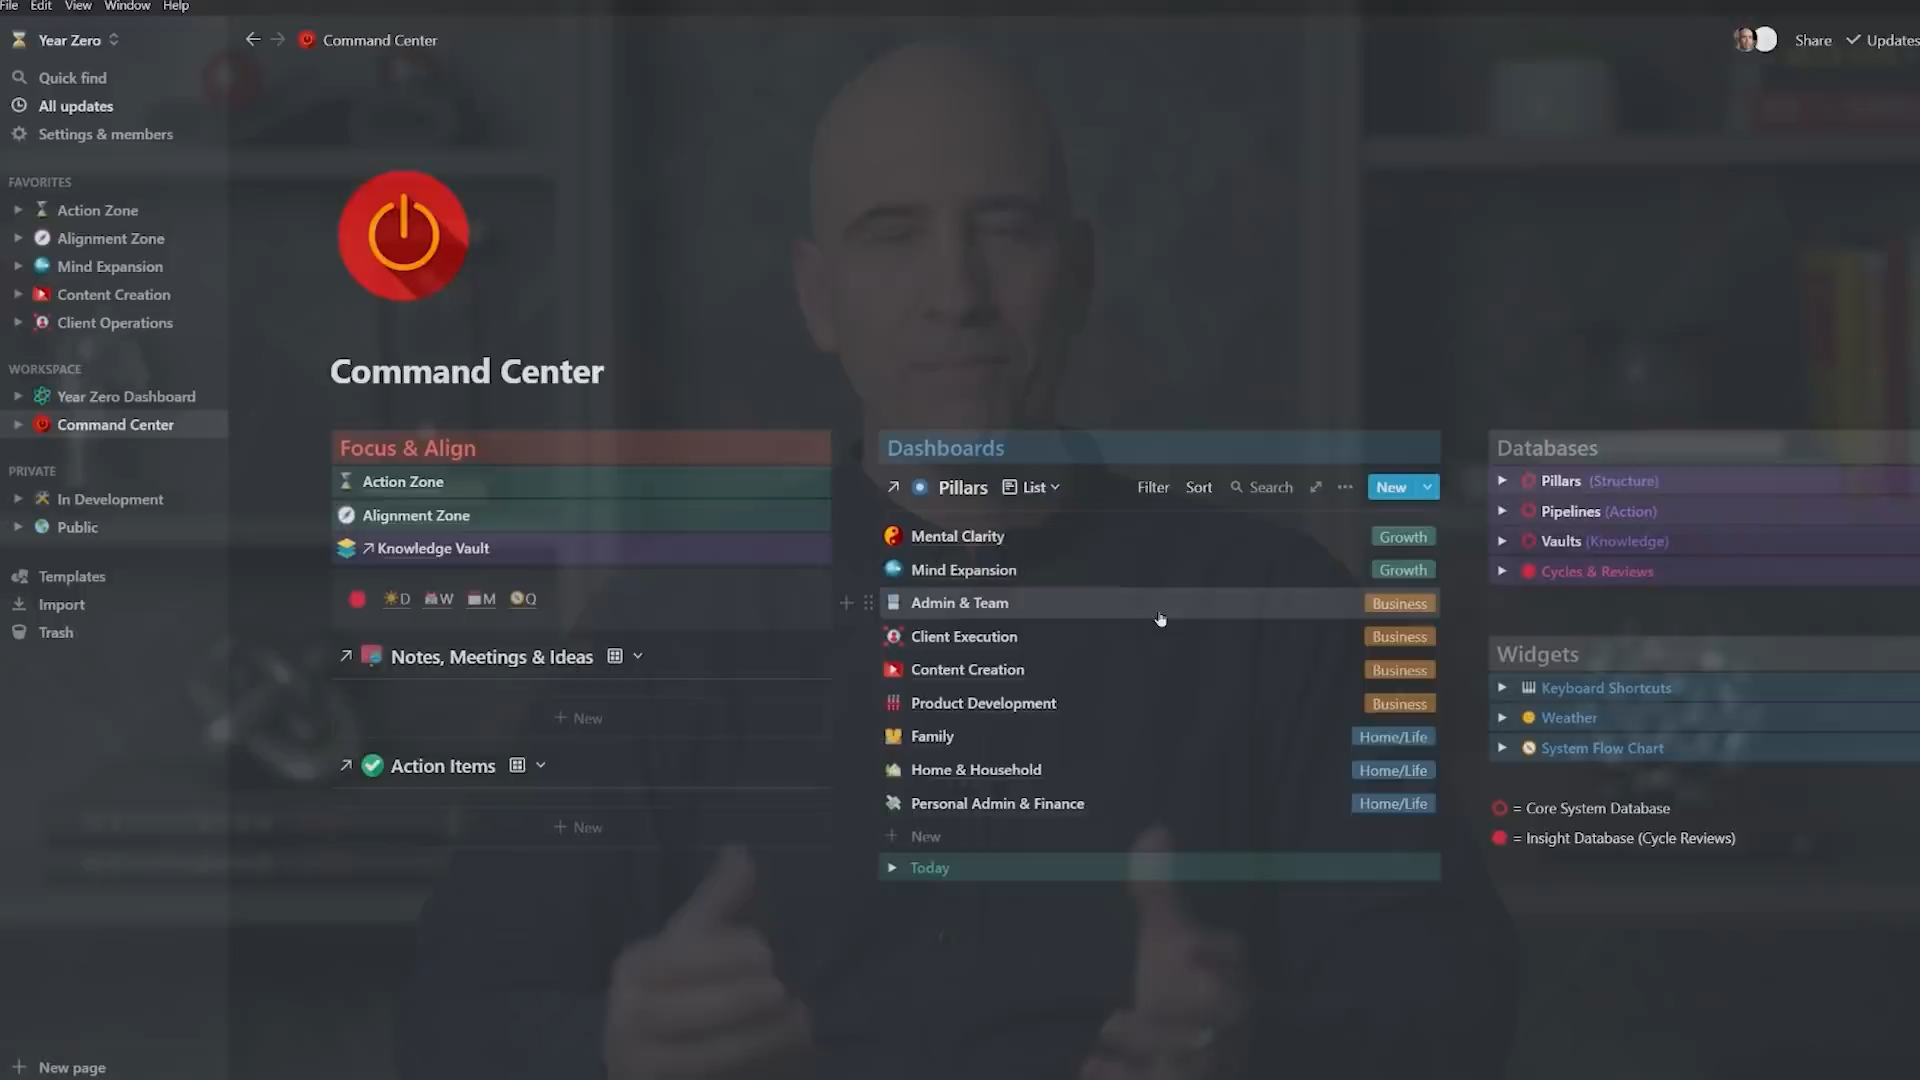 File Edit View Window Help
Year Zero
Command Center
Share
Updates
Quick find
All updates
Settings & members
FAVORITES
Action Zone
Alignment Zone
Mind Expansion
Content Creation
Client Operations
WORKSPACE
Year Zero Dashboard
Command Center
PRIVATE
In Development
Public
Templates
Import
Trash
New page
Command Center
Focus & Align
Action Zone
Alignment Zone
Knowledge Vault
D W M Q
Notes, Meetings & Ideas
New
Action Items
New
Dashboards
Pillars List Filter Sort Search New
Mental Clarity Growth
Mind Expansion Growth
Admin & Team Business
Client Execution Business
Content Creation Business
Product Development Business
Family Home/Life
Home & Household Home/Life
Personal Admin & Finance Home/Life
New
Today
Databases
Pillars (Structure)
Pipelines (Action)
Vaults (Knowledge)
Cycles & Reviews
Widgets
Keyboard Shortcuts
Weather
System Flow Chart
= Core System Database
= Insight Database (Cycle Reviews)